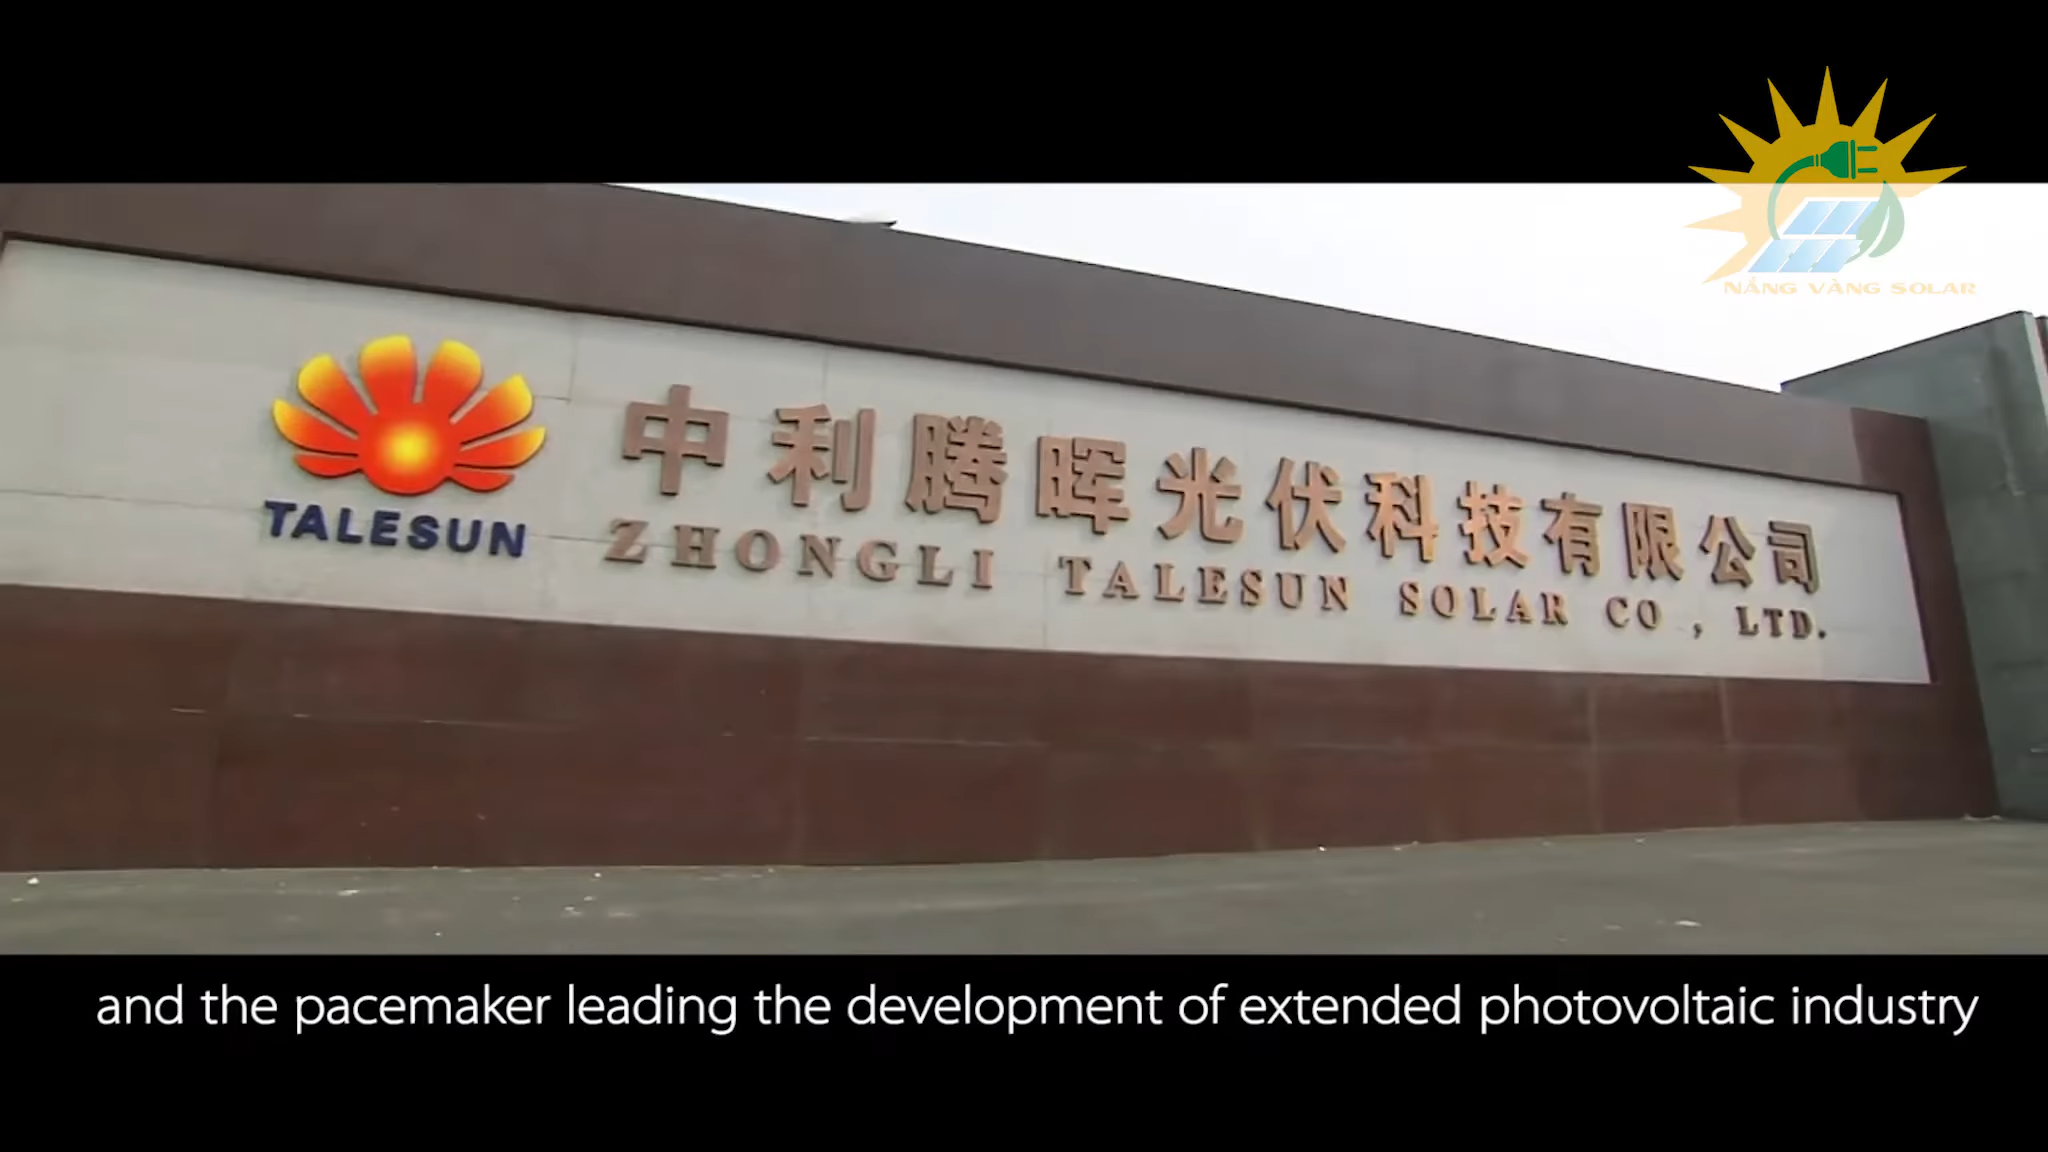 NẮNG VÀNG SOLAR
TALESUN
中利腾晖光伏科技有限公司
ZHONGLI TALESUN SOLAR CO , LTD.
and the pacemaker leading the development of extended photovoltaic industry